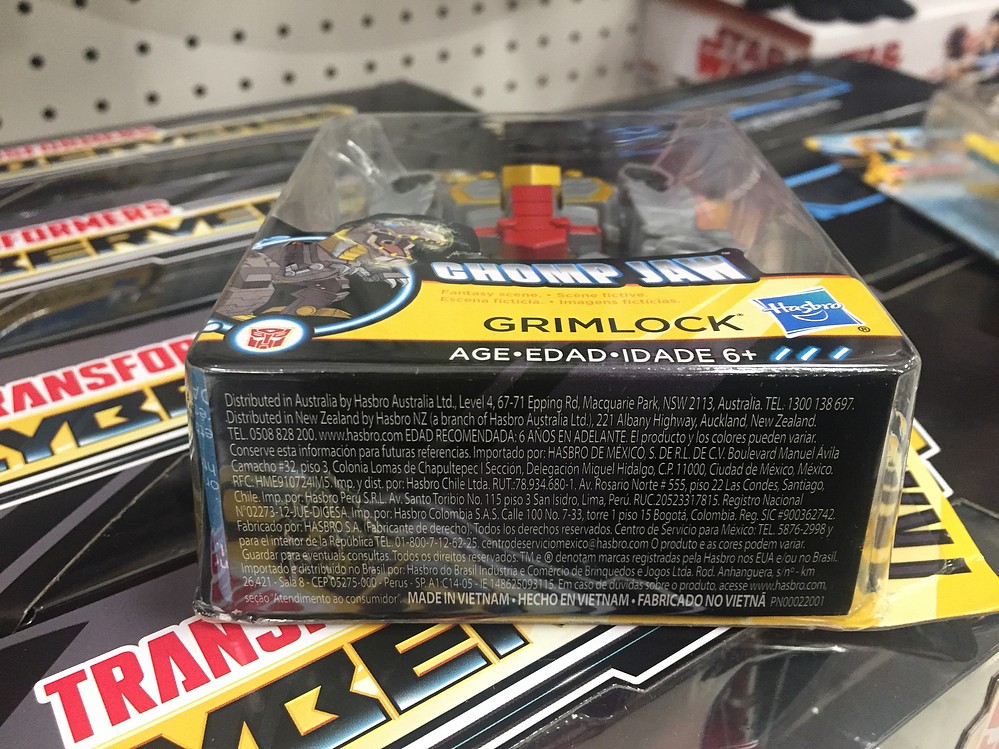 STAR WARS
FORMERS
TRANSFO
CYBE
CHOMP JAW
Fantasy scene. • Scène fictive.
Escena ficticia. • Imagens fictícias.
GRIMLOCK
Hasbro ®
AGE•EDAD•IDADE 6+
Distributed in Australia by Hasbro Australia Ltd., Level 4, 67-71 Epping Rd, Macquarie Park, NSW 2113, Australia. TEL. 1300 138 697.
Distributed in New Zealand by Hasbro NZ (a branch of Hasbro Australia Ltd.), 221 Albany Highway, Auckland, New Zealand.
TEL. 0508 828 200. www.hasbro.com EDAD RECOMENDADA: 6 AÑOS EN ADELANTE. El producto y los colores pueden variar.
Conserve esta información para futuras referencias. Importado por: HASBRO DE MÉXICO, S. DE R.L. DE C.V. Boulevard Manuel Ávila
Camacho #32, piso 3, Colonia Lomas de Chapultepec I Sección, Delegación Miguel Hidalgo, C.P. 11000, Ciudad de México, México.
RFC: HME910724IM5. Imp. y dist. por: Hasbro Chile Ltda. RUT.:78.934.680-1. Av. Rosario Norte # 555, piso 22 Las Condes, Santiago,
Chile. Imp. por: Hasbro Perú S.R.L. Av. Santo Toribio No. 115 piso 3 San Isidro, Lima, Perú. RUC 20523317815. Registro Nacional
N°02273-12-JUE-DIGESA. Imp. por: Hasbro Colombia S.A.S. Calle 100 No. 7-33, torre 1 piso 15 Bogotá, Colombia. Reg. SIC #900362742.
Fabricado por: HASBRO S.A. (Fabricante de derecho). Todos los derechos reservados. Centro de Servicio para México: TEL. 5876-2998 y
para el interior de la República TEL. 01-800-7-12-62-25. centrodeserviciomexico@hasbro.com O produto e as cores podem variar.
Guardar para eventuais consultas. Todos os direitos reservados. TM e ® denotam marcas registradas pela Hasbro nos EUA e/ou no Brasil.
Importado e distribuído no Brasil por: Hasbro do Brasil Indústria e Comércio de Brinquedos e Jogos Ltda. Rod. Anhanguera, s/nº - km
26,421 - Sala 8 - CEP 05275-000 - Perus - SP. A1 C14-05 - IE 148625093115. Em caso de dúvidas sobre o produto, acesse www.hasbro.com,
seção "Atendimento ao consumidor". MADE IN VIETNAM • HECHO EN VIETNAM • FABRICADO NO VIETNÃ PN00022001
TRANSF
CYBER